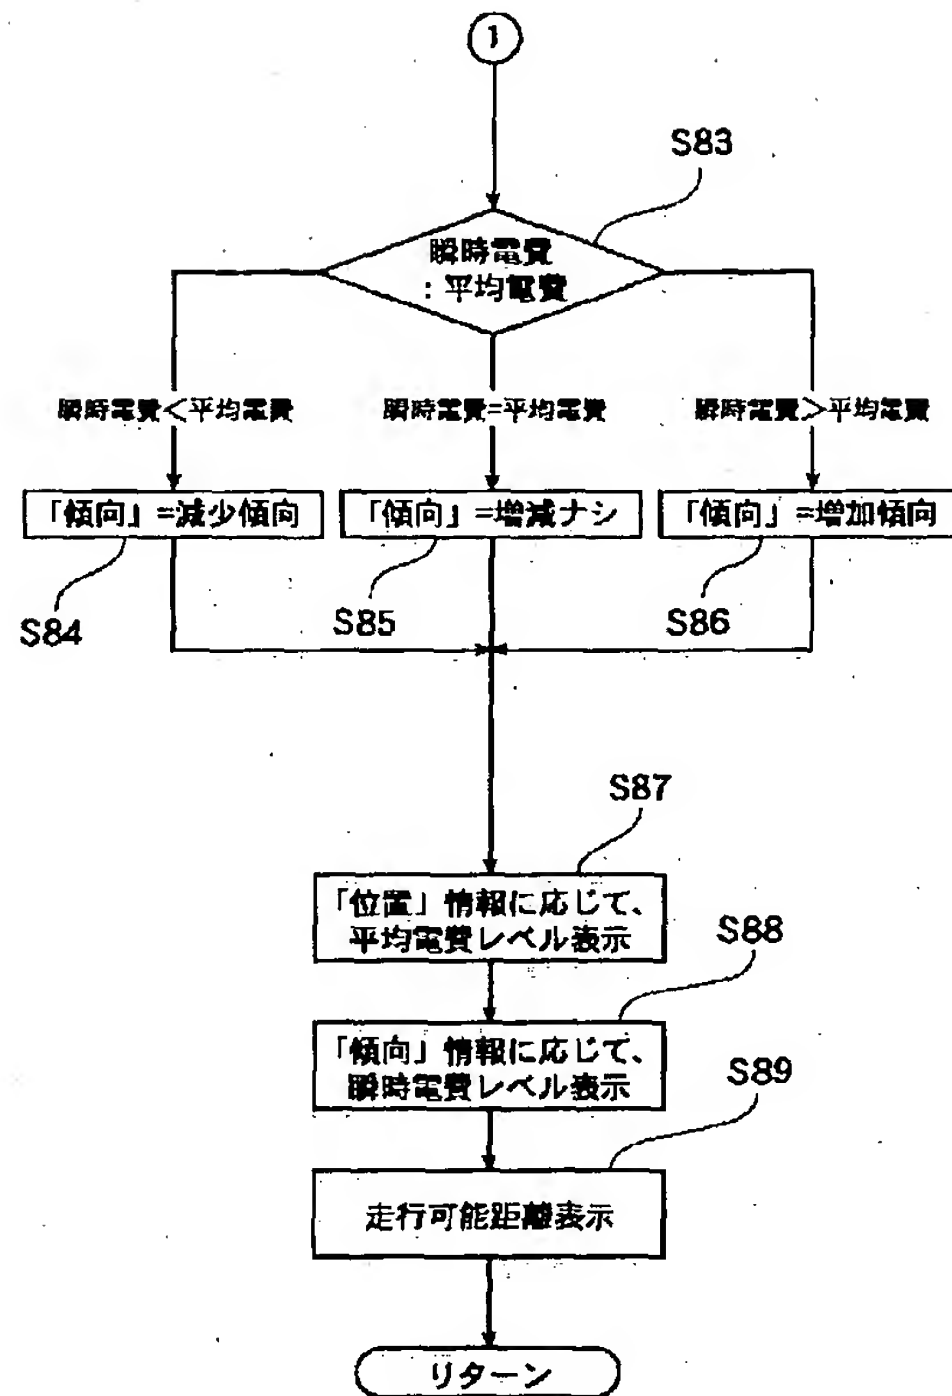 1
S83
瞬時電費
:平均電費
瞬時電費<平均電費
瞬時電費=平均電費
瞬時電費>平均電費
「傾向」=減少傾向
「傾向」=増減ナシ
「傾向」=増加傾向
S84
S85
S86
S87
「位置」情報に応じて、
平均電費レベル表示
S88
「傾向」情報に応じて、
瞬時電費レベル表示
S89
走行可能距離表示
リターン